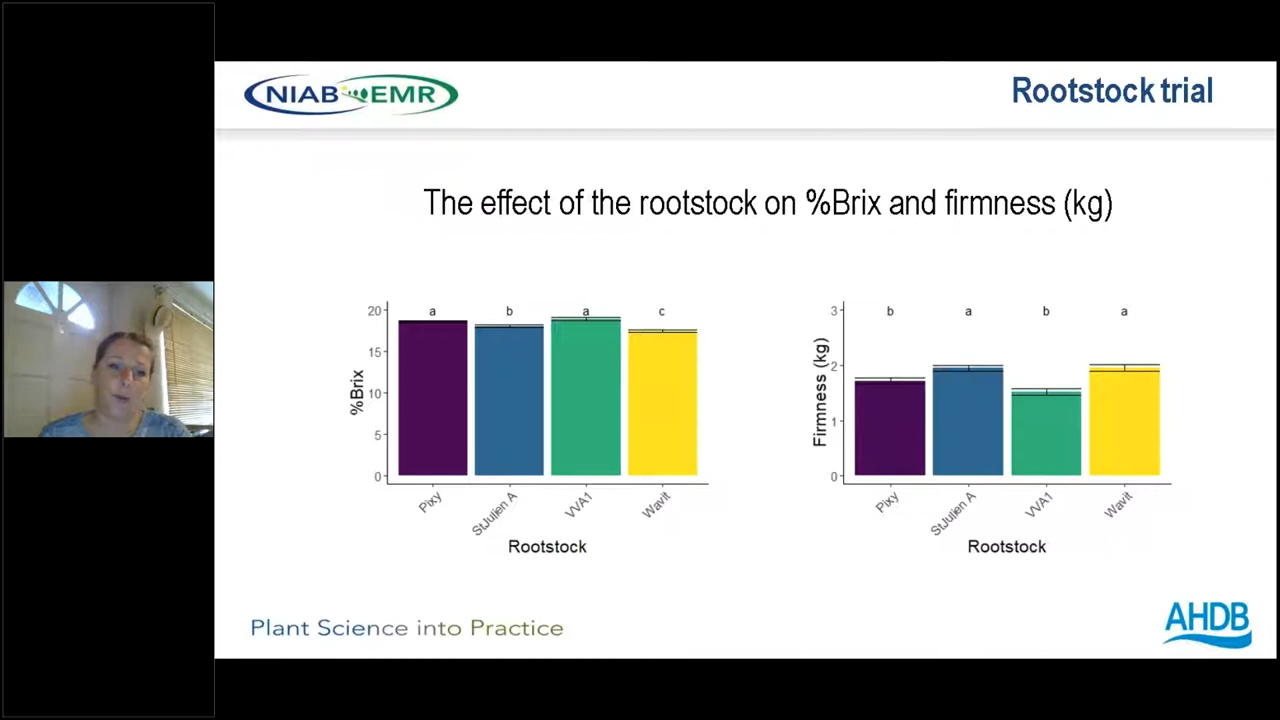 NIAB EMR
Rootstock trial
The effect of the rootstock on %Brix and firmness (kg)
20
15
10
5
0
%Brix
a
b
a
c
Pixy
StJulien A
VVA1
Wavit
Rootstock
3
2
1
0
Firmness (kg)
b
a
b
a
Pixy
StJulien A
VVA1
Wavit
Rootstock
Plant Science into Practice
AHDB